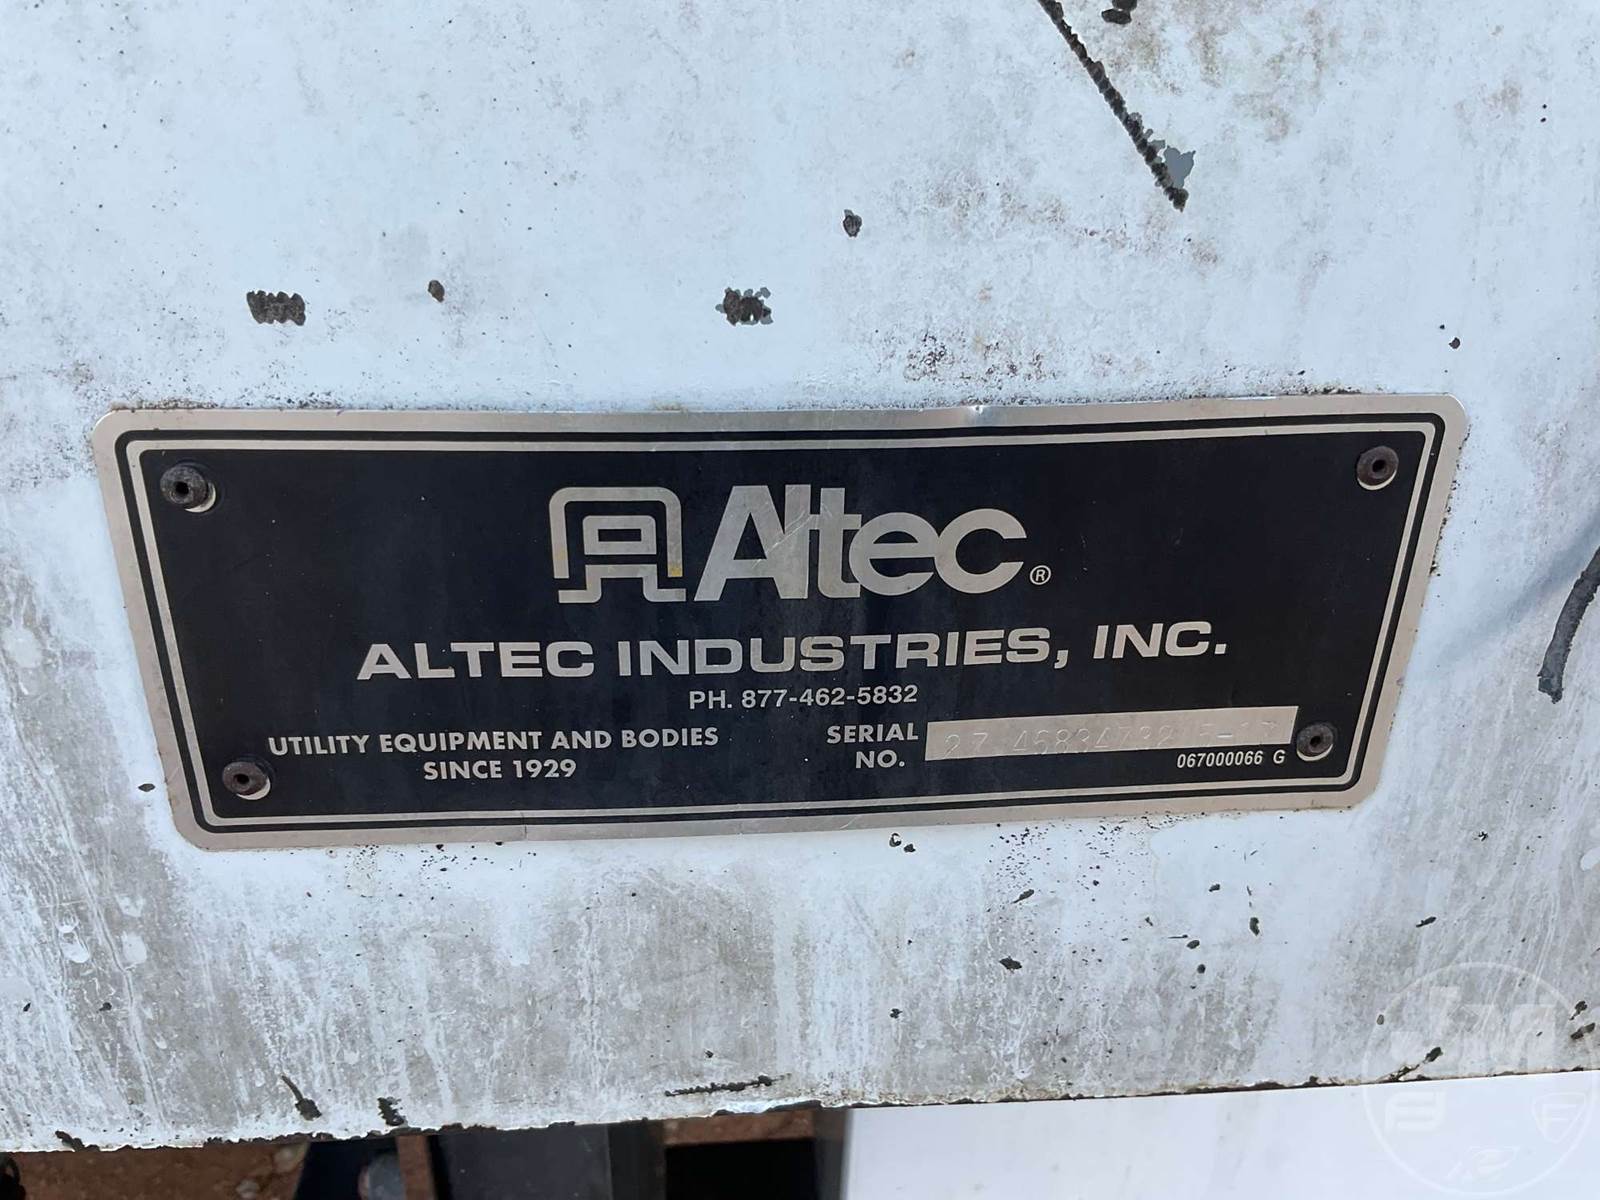 Altec®
ALTEC INDUSTRIES, INC.
PH. 877-462-5832
UTILITY EQUIPMENT AND BODIES
SINCE 1929
SERIAL
NO.
067000066 G